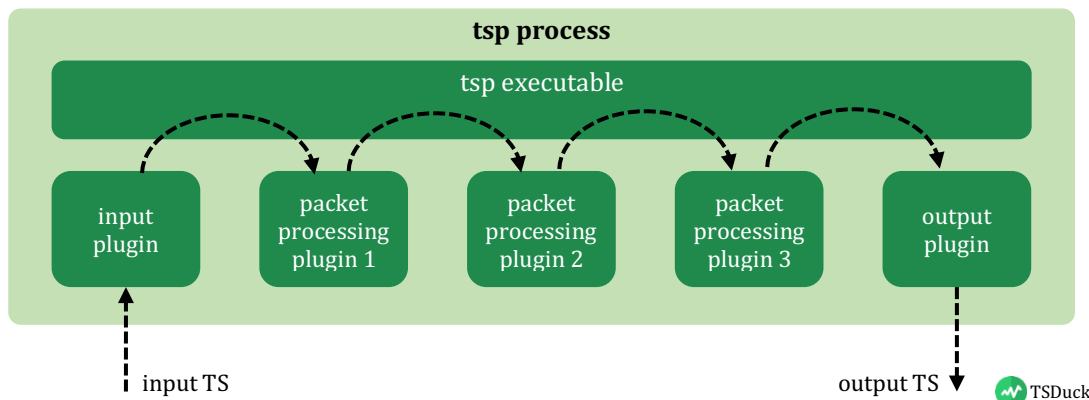 tsp process
tsp executable
input
plugin
packet
processing
plugin 1
packet
processing
plugin 2
packet
processing
plugin 3
output
plugin
input TS
output TS
TSDuck